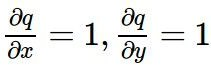 ∂q/∂x = 1, ∂q/∂y = 1